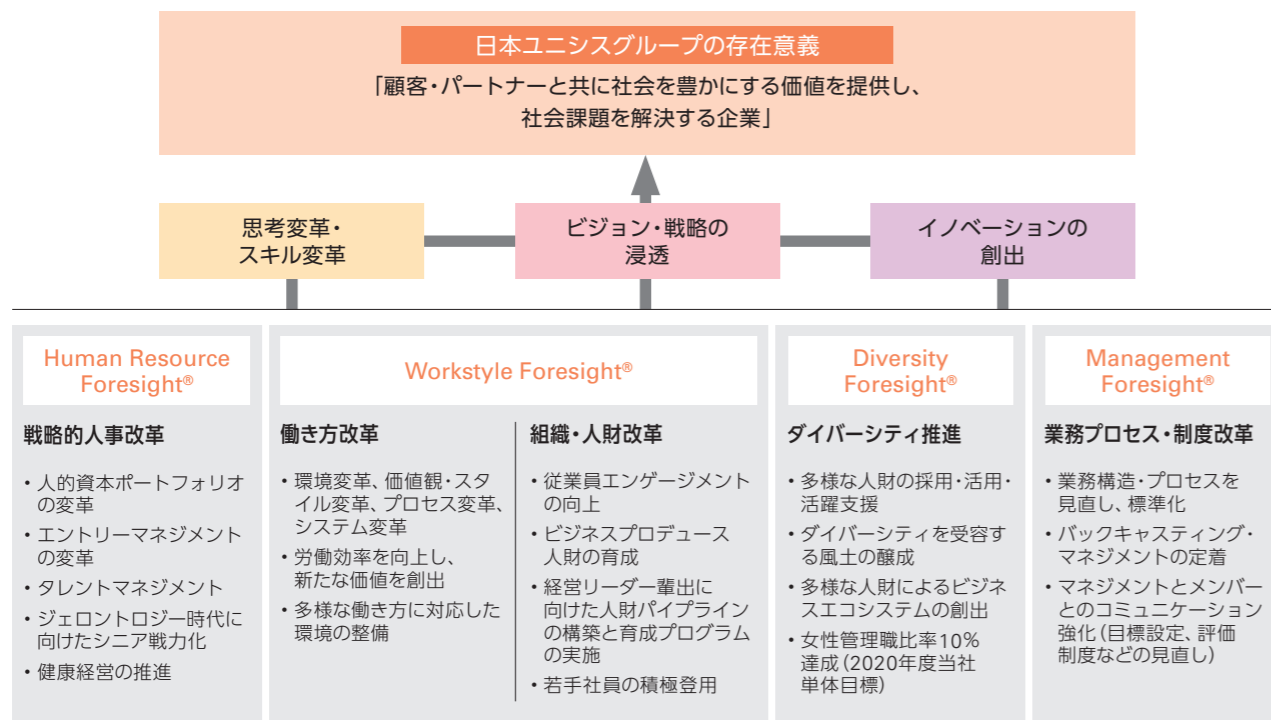 日本ユニシスグループの存在意義
「顧客・パートナーと共に社会を豊かにする価値を提供し、
社会課題を解決する企業」
思考変革・
スキル変革
ビジョン・戦略の
浸透
イノベーションの
創出
Human Resource
Foresight®
戦略的人事改革
・人的資本ポートフォリオ
の変革
・エントリーマネジメント
の変革
・タレントマネジメント
・ジェロントロジー時代に
向けたシニア戦力化
・健康経営の推進
Workstyle Foresight®
働き方改革
・環境変革、価値観・スタ
イル変革、プロセス変革、
システム変革
・労働効率を向上し、
新たな価値を創出
・多様な働き方に対応した
環境の整備
組織・人財改革
・従業員エンゲージメント
の向上
・ビジネスプロデュース
人財の育成
・経営リーダー輩出に
向けた人財パイプライン
の構築と育成プログラム
の実施
・若手社員の積極登用
Diversity
Foresight®
ダイバーシティ推進
・多様な人財の採用・活用・
活躍支援
・ダイバーシティを受容す
る風土の醸成
・多様な人財によるビジネ
スエコシステムの創出
・女性管理職比率10%
達成(2020年度当社
単体目標)
Management
Foresight®
業務プロセス・制度改革
・業務構造・プロセスを
見直し、標準化
・バックキャスティング・
マネジメントの定着
・マネジメントとメンバー
とのコミュニケーション
強化(目標設定、評価
制度などの見直し)